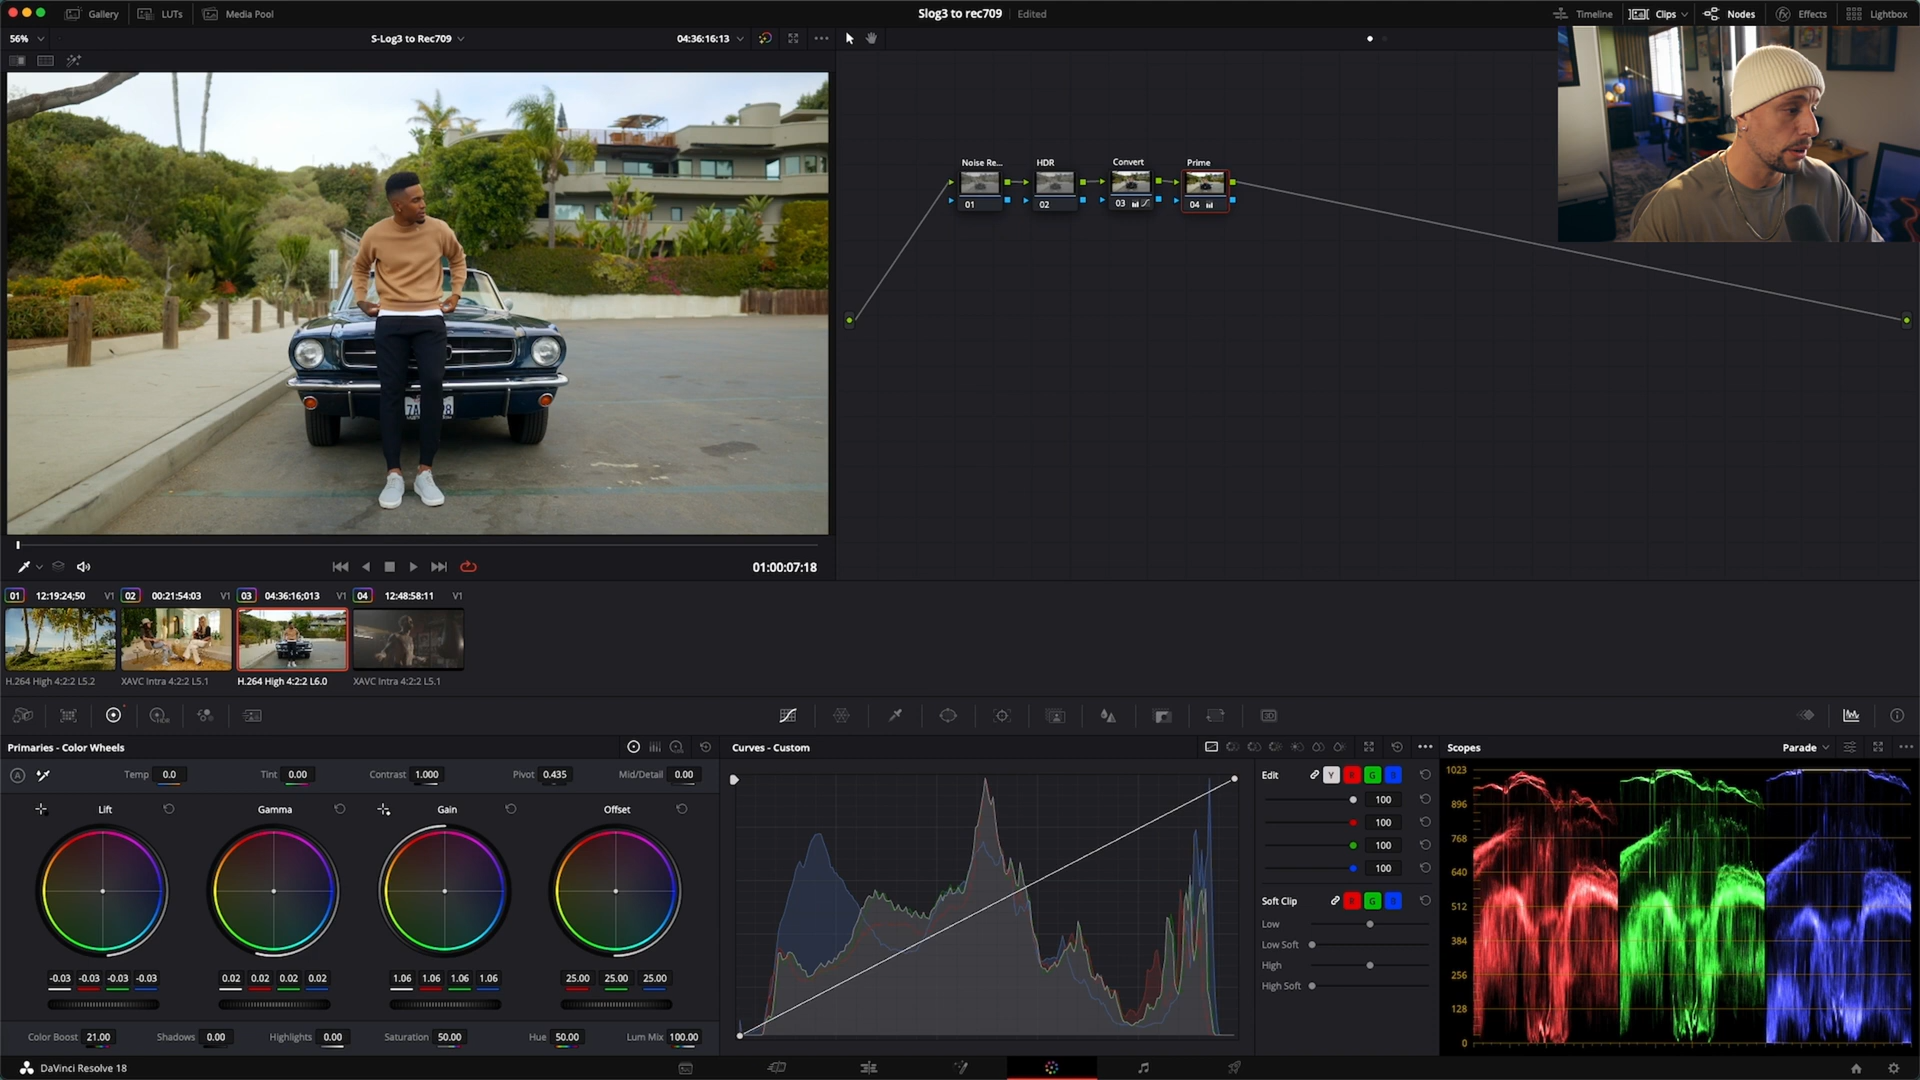 Gallery LUTs Media Pool Slog3 to rec709 Edited Timeline Clips Nodes Effects Lightbox
56% S-Log3 to Rec709 04:36:16:13
Noise Re... HDR Convert Prime
01 02 03 04
01:00:07:18
01 12:19:24;50 V1 02 00:21:54:03 V1 03 04:36:16;013 V1 04 12:48:58:11 V1
H.264 High 4:2:2 L5.2 XAVC Intra 4:2:2 L5.1 H.264 High 4:2:2 L6.0 XAVC Intra 4:2:2 L5.1
HDR 3D
Primaries - Color Wheels Curves - Custom Scopes Parade
A Temp 0.0 Tint 0.00 Contrast 1.000 Pivot 0.435 Mid/Detail 0.00
Lift Gamma Gain Offset
-0.03 -0.03 -0.03 -0.03 0.02 0.02 0.02 0.02 1.06 1.06 1.06 1.06 25.00 25.00 25.00
Color Boost 21.00 Shadows 0.00 Highlights 0.00 Saturation 50.00 Hue 50.00 Lum Mix 100.00
Edit Y R G B
100
100
100
100
Soft Clip R G B
Low
Low Soft
High
High Soft
1023
896
768
640
512
384
256
128
0
DaVinci Resolve 18